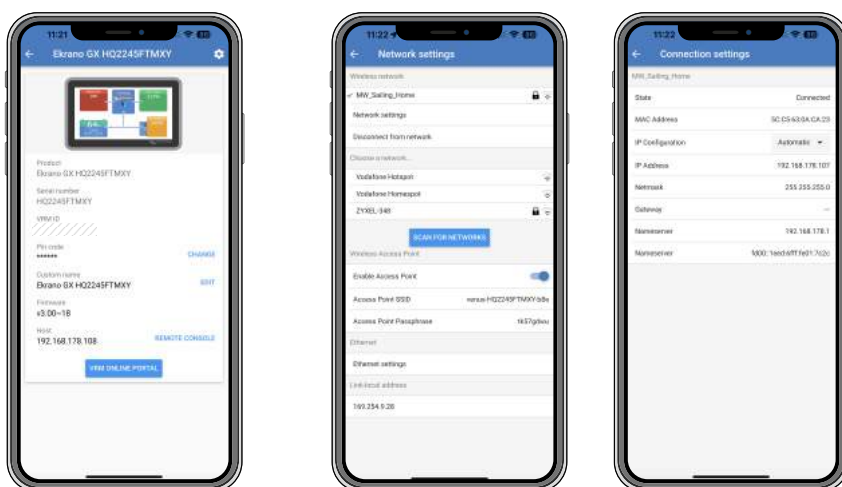 11:21
Ekrano GX HQ2245FTMXY
Product
Ekrano GX HQ2245FTMXY
Serial number
HQ2245FTMXY
VRM ID
Pin code
****** CHANGE
Custom name
Ekrano GX HQ2245FTMXY EDIT
Firmware
v3.00~18
Host
192.168.178.108 REMOTE CONSOLE
VRM ONLINE PORTAL
11:22
Network settings
Wireless network
MW_Sailing_Home
Network settings
Disconnect from network
Choose a network...
Vodafone Hotspot
Vodafone Homespot
ZYXEL-348
SCAN FOR NETWORKS
Wireless Access Point
Enable Access Point
Access Point SSID venus-HQ2245FTMXY-b8e
Access Point Passphrase
Ethernet
Ethernet settings
Link-local address
169.254.9.28
11:22
Connection settings
MW_Sailing_Home
State Connected
MAC Address
IP Configuration Automatic
IP Address 192.168.178.107
Netmask 255.255.255.0
Gateway ---
Nameserver 192.168.178.1
Nameserver